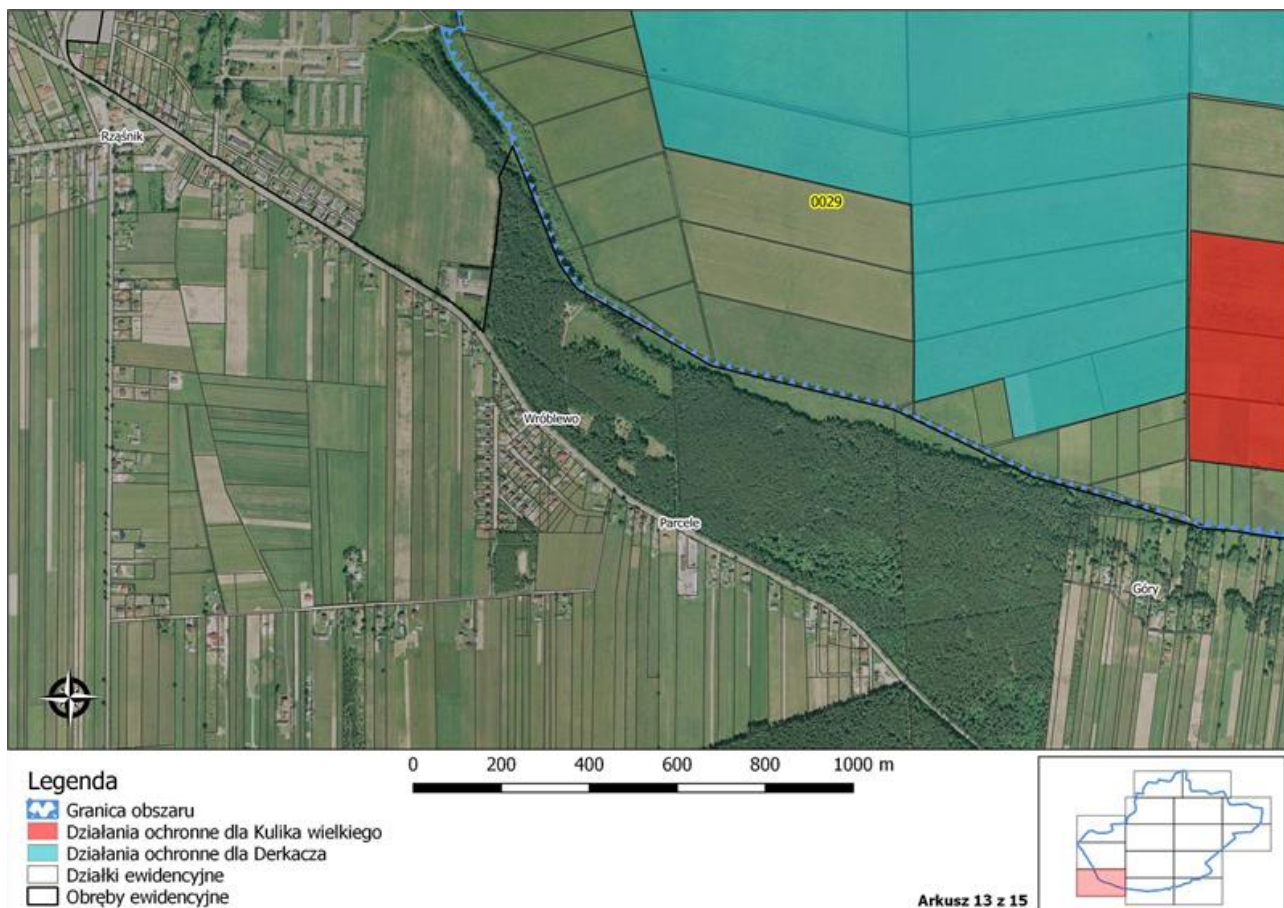 Rząśnik
0029
Wróblewo
Parcele
Góry
Legenda
Granica obszaru
Działania ochronne dla Kulika wielkiego
Działania ochronne dla Derkacza
Działki ewidencyjne
Obręby ewidencyjne
0 200 400 600 800 1000 m
Arkusz 13 z 15